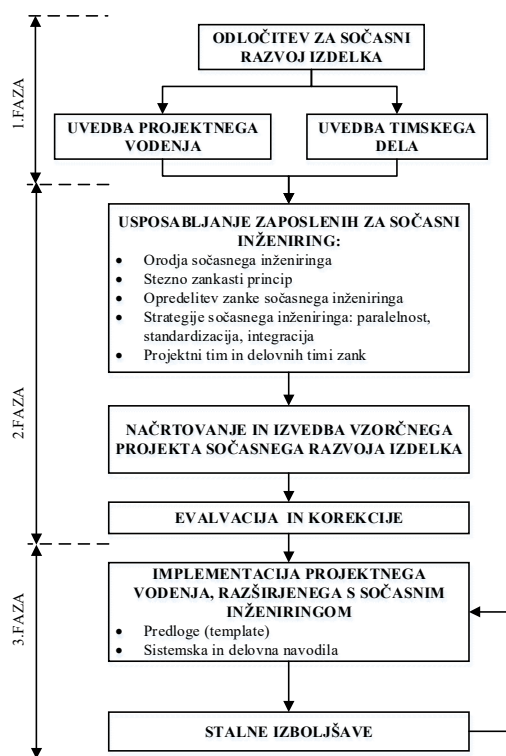 1.FAZA
ODLOČITEV ZA SOČASNI
RAZVOJ IZDELKA
UVEDBA PROJEKTNEGA
VODENJA
UVEDBA TIMSKEGA
DELA
2.FAZA
USPOSABLJANJE ZAPOSLENIH ZA SOČASNI
INŽENIRING:
• Orodja sočasnega inženiringa
• Stezno zankasti princip
• Opredelitev zanke sočasnega inženiringa
• Strategije sočasnega inženiringa: paralelnost,
standardizacija, integracija
• Projektni tim in delovnih timi zank
NAČRTOVANJE IN IZVEDBA VZORČNEGA
PROJEKTA SOČASNEGA RAZVOJA IZDELKA
EVALVACIJA IN KOREKCIJE
3.FAZA
IMPLEMENTACIJA PROJEKTNEGA
VODENJA, RAZŠIRJENEGA S SOČASNIM
INŽENIRINGOM
• Predloge (template)
• Sistemska in delovna navodila
STALNE IZBOLJŠAVE